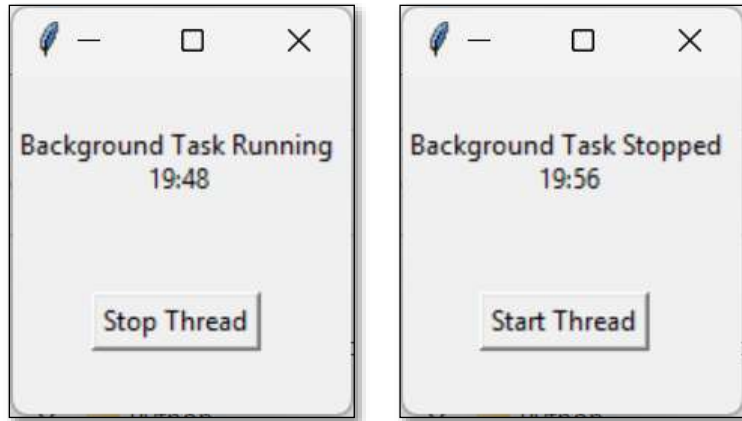 Background Task Running
19:48
Stop Thread
Background Task Stopped
19:56
Start Thread